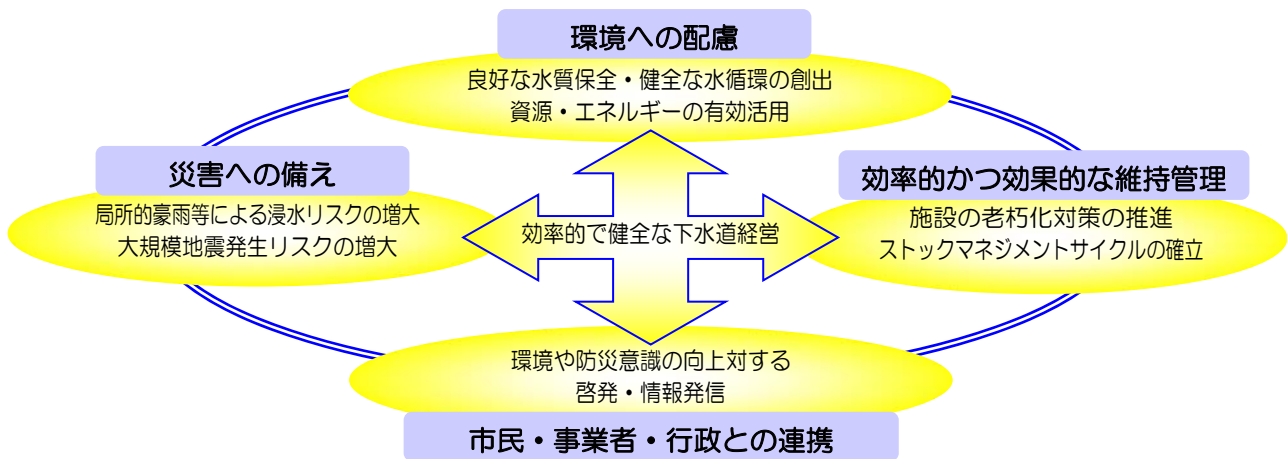 環境への配慮
良好な水質保全・健全な水循環の創出
資源・エネルギーの有効活用
災害への備え
局所的豪雨等による浸水リスクの増大
大規模地震発生リスクの増大
効率的で健全な下水道経営
効率的かつ効果的な維持管理
施設の老朽化対策の推進
ストックマネジメントサイクルの確立
環境や防災意識の向上対する
啓発・情報発信
市民・事業者・行政との連携